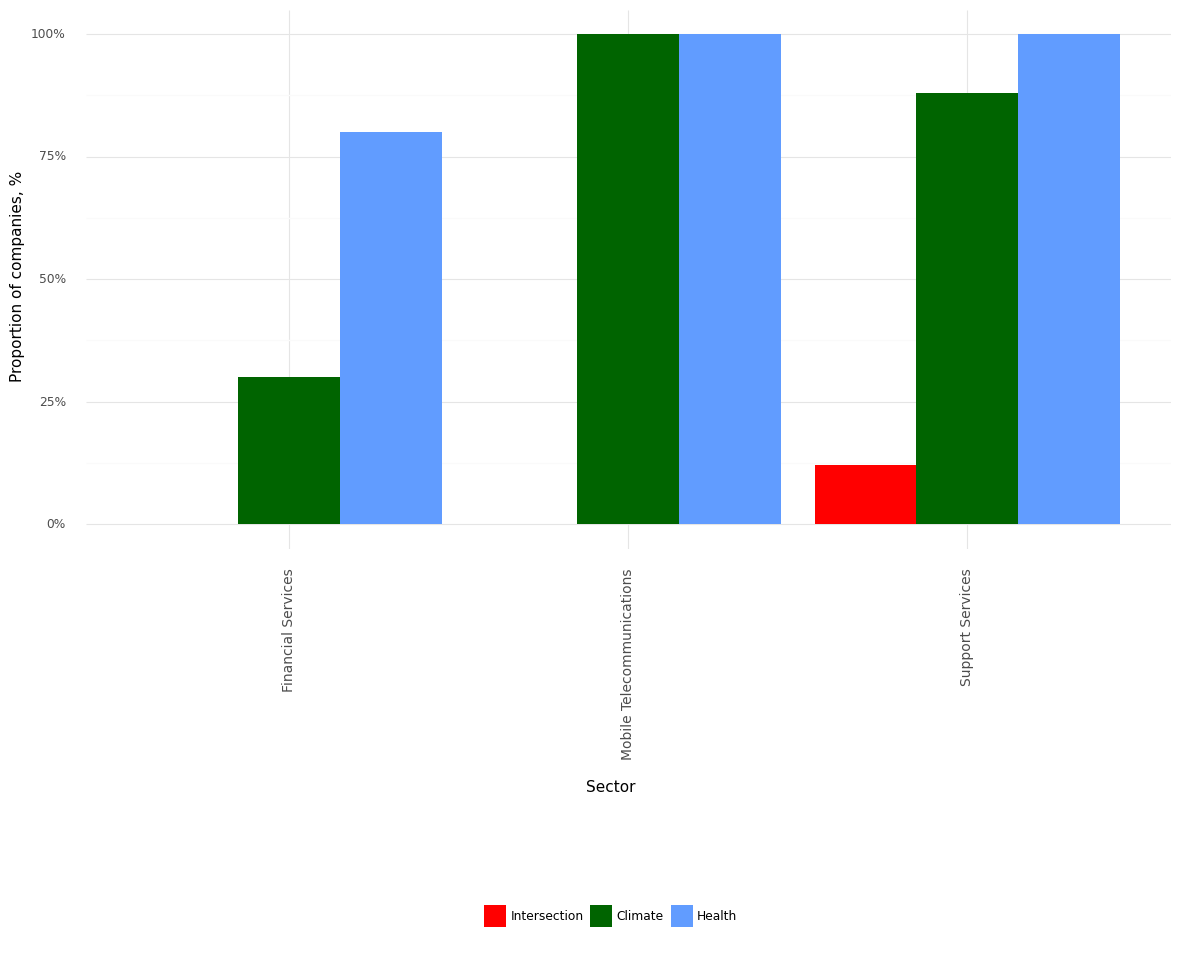 Proportion of companies, %
100%
75%
50%
25%
0%
Financial Services
Mobile Telecommunications
Support Services
Sector
Intersection
Climate
Health